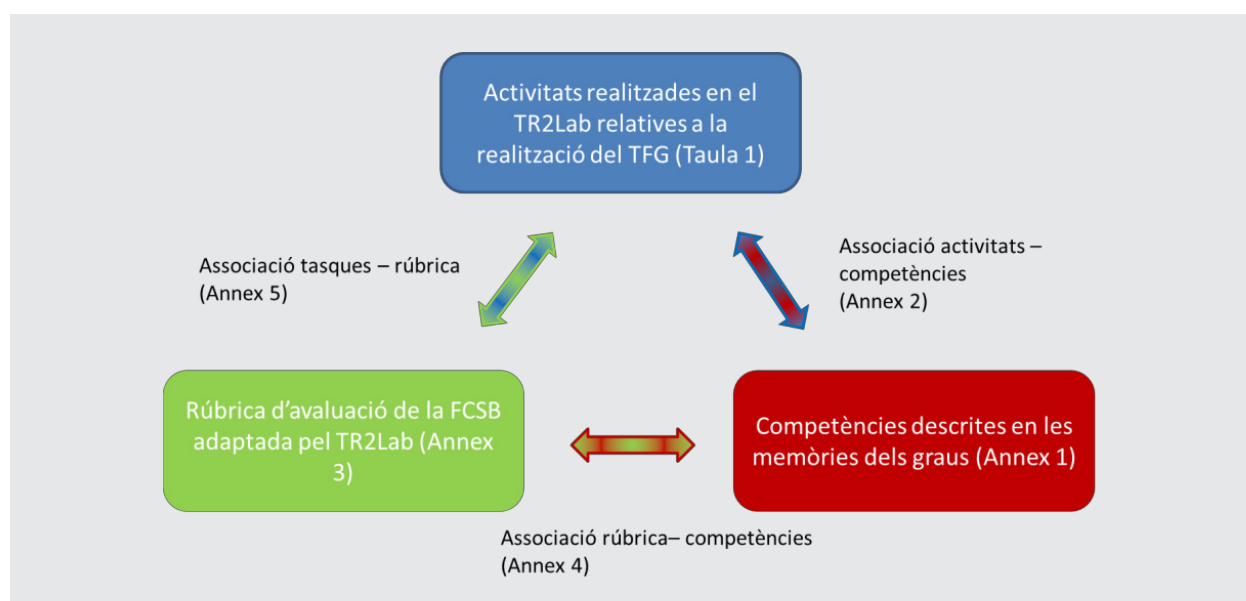 Activitats realitzades en el
TR2Lab relatives a la
realització del TFG (Taula 1)
Associació tasques – rúbrica
(Annex 5)
Associació activitats –
competències
(Annex 2)
Rúbrica d’avaluació de la FCSB
adaptada pel TR2Lab (Annex
3)
Competències descrites en les
memòries dels graus (Annex 1)
Associació rúbrica– competències
(Annex 4)